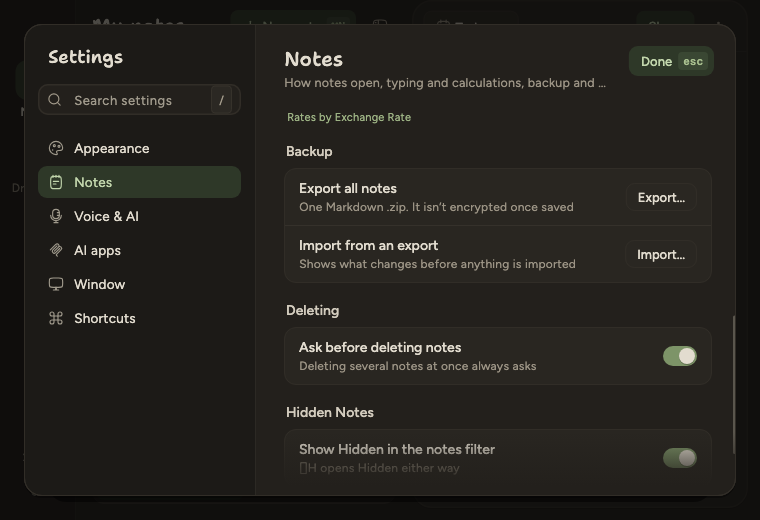 Settings
Search settings
/
Appearance
Notes
Voice & AI
AI apps
Window
Shortcuts
Notes
How notes open, typing and calculations, backup and ...
Done esc
Rates by Exchange Rate
Backup
Export all notes
One Markdown .zip. It isn't encrypted once saved
Export...
Import from an export
Shows what changes before anything is imported
Import...
Deleting
Ask before deleting notes
Deleting several notes at once always asks
Hidden Notes
Show Hidden in the notes filter
H opens Hidden either way